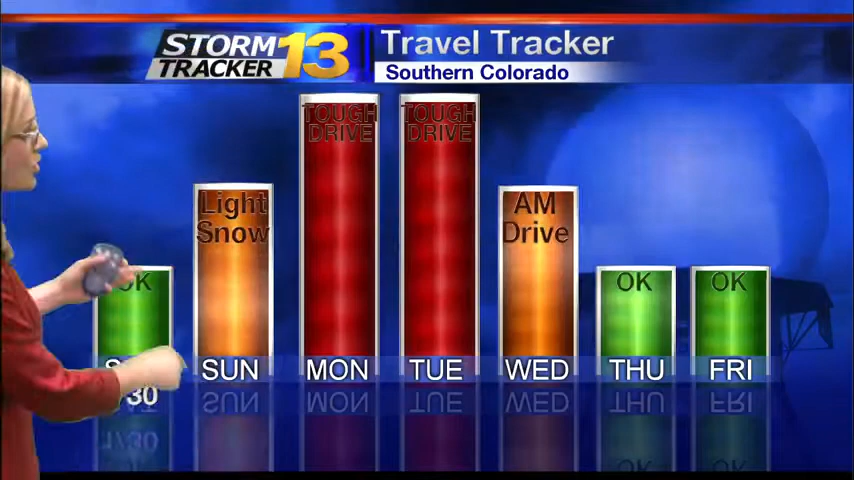 STORM
TRACKER
13
Travel Tracker
Southern Colorado
TOUGH
DRIVE
TOUGH
DRIVE
Light
Snow
AM
Drive
OK
OK
OK
SUN
MON
TUE
WED
THU
FRI